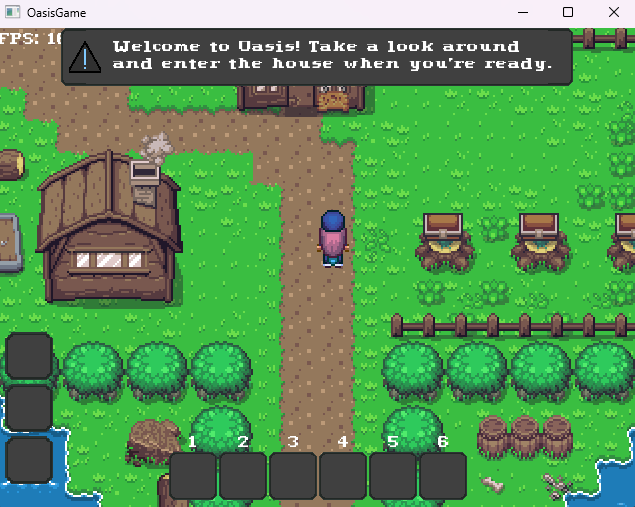 OasisGame
FPS: 16
Welcome to Oasis! Take a look around
and enter the house when you're ready.
1 2 3 4 5 6